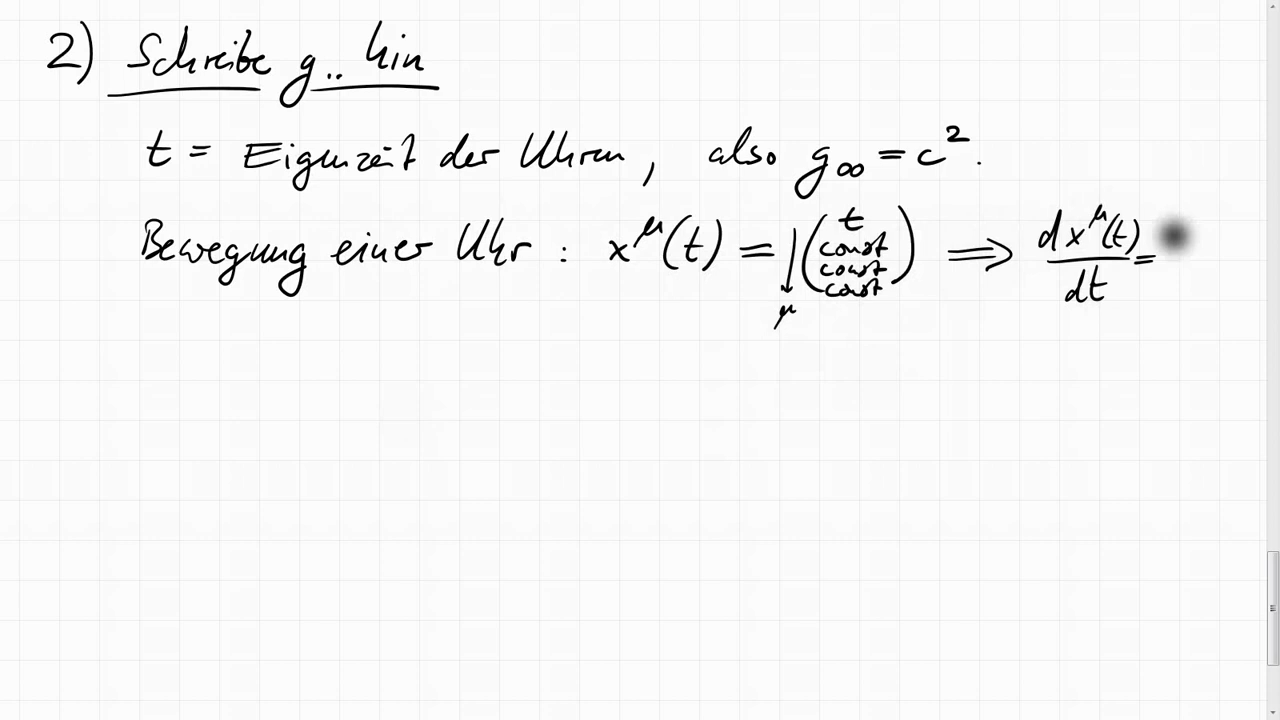 2) Schreibe g.. hin
t = Eigenzeit der Uhren, also g₀₀ = c².
Bewegung einer Uhr : x^μ(t) = ↓μ (t const const const) ⟹ dx^μ(t)/dt =